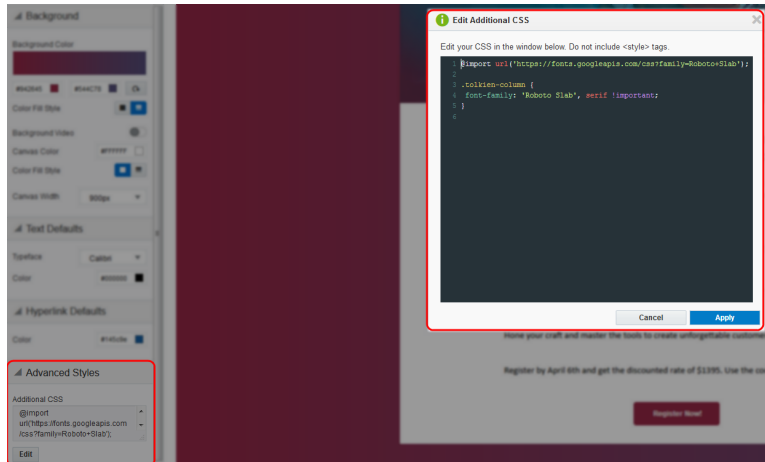 Background
Background Color
Color Fill Style
Background Video
Canvas Color #FFFFFF
Color Fill Style
Canvas Width 900px
Text Defaults
Typeface Calibri
Color #000000
Hyperlink Defaults
Color
Advanced Styles
Additional CSS
@import
url('https://fonts.googleapis.com
/css?family=Roboto+Slab');
Edit
Edit Additional CSS
Edit your CSS in the window below. Do not include <style> tags.
1 @import url('https://fonts.googleapis.com/css?family=Roboto+Slab');
2
3 .tolkien-column {
4 font-family: 'Roboto Slab', serif !important;
5 }
6
Cancel Apply
Hone your craft and master the tools to create unforgettable custome
Register by April 6th and get the discounted rate of $1395. Use the co
Register Now!